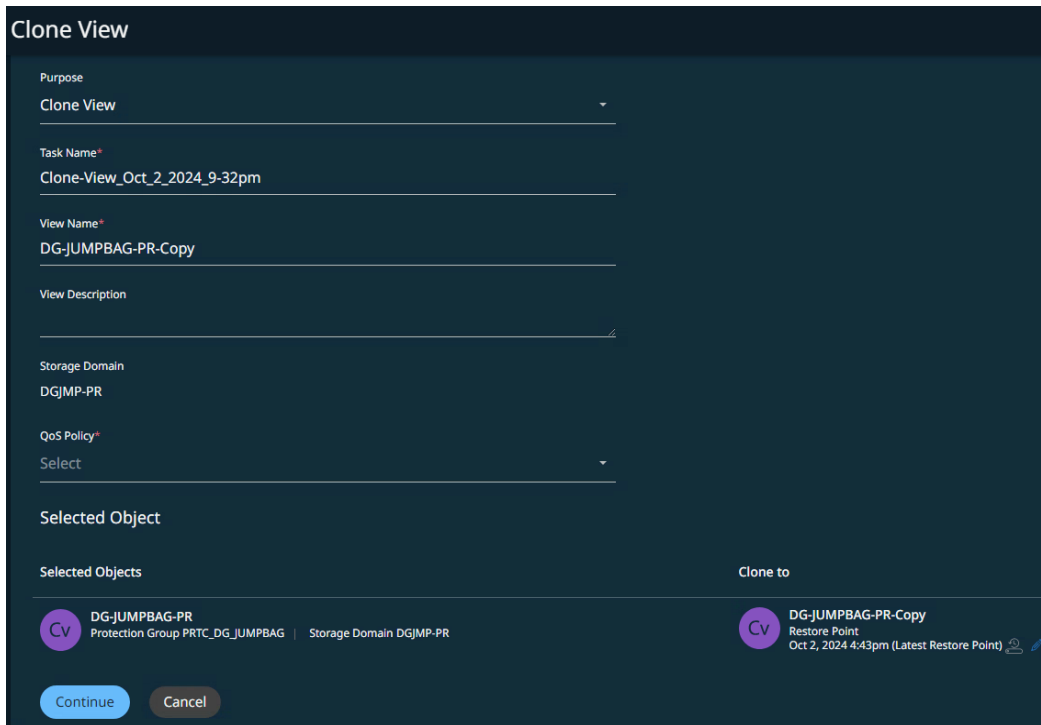 Clone View
Purpose
Clone View
Task Name*
Clone-View_Oct_2_2024_9-32pm
View Name*
DG-JUMPBAG-PR-Copy
View Description
Storage Domain
DGJMP-PR
QoS Policy*
Select
Selected Object
Selected Objects Clone to
Cv DG-JUMPBAG-PR
Protection Group PRTC_DG_JUMPBAG | Storage Domain DGJMP-PR
Cv DG-JUMPBAG-PR-Copy
Restore Point
Oct 2, 2024 4:43pm (Latest Restore Point)
Continue Cancel